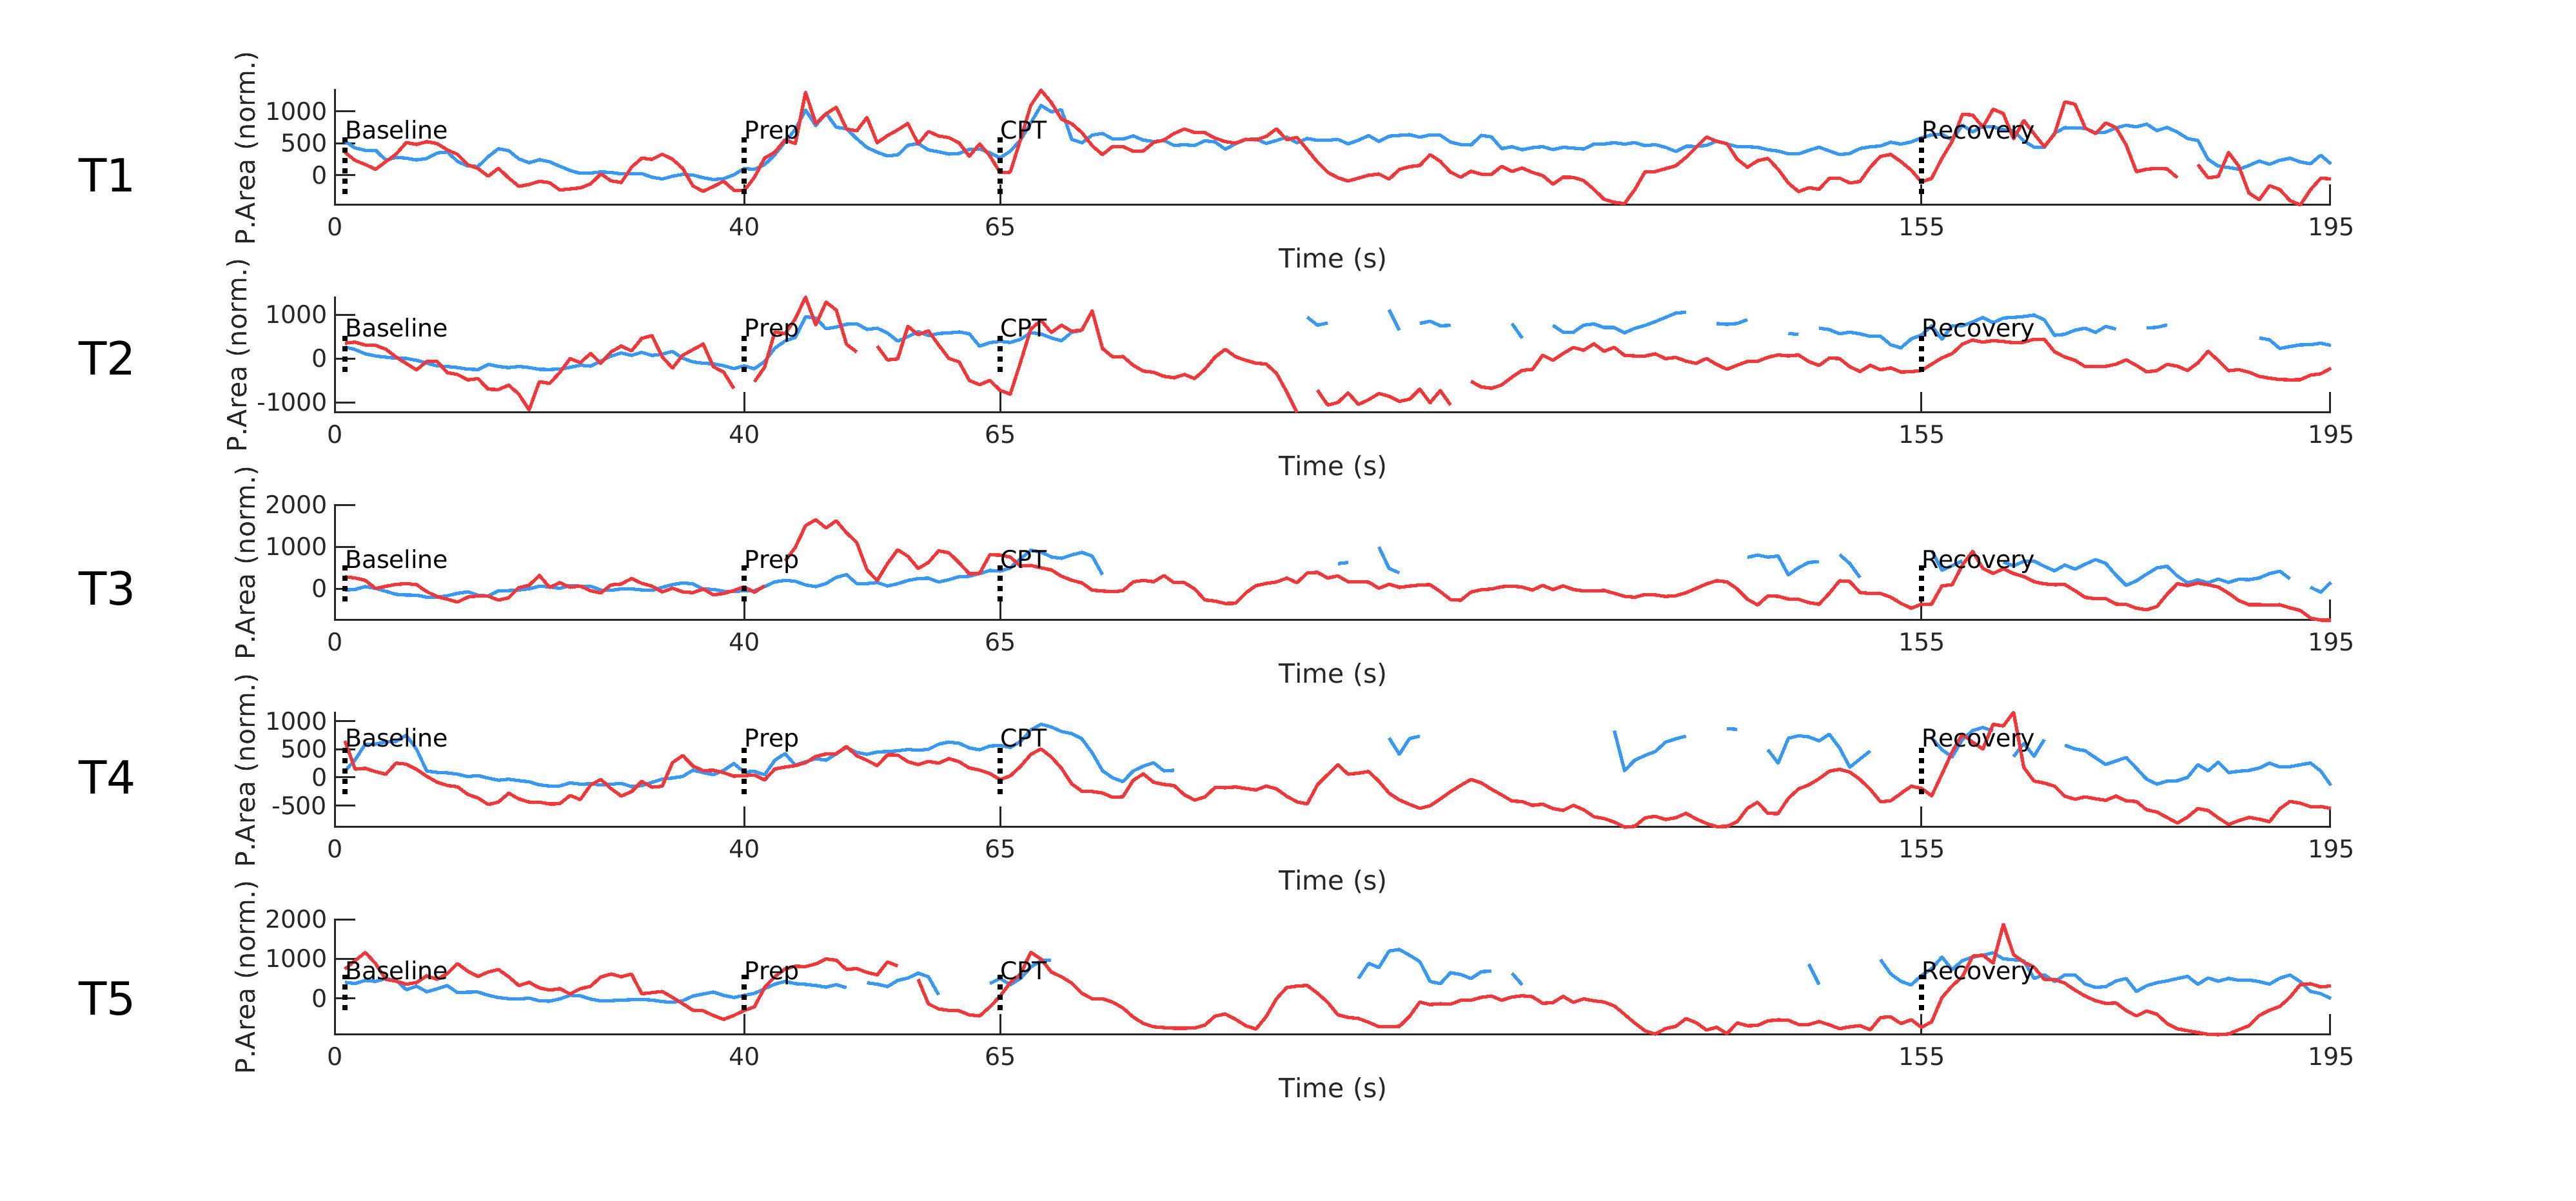 T1
P.Area (norm.)
1000
500
0
Baseline
Prep
CPT
Recovery
0 40 65 155 195
Time (s)
T2
P.Area (norm.)
1000
0
-1000
Baseline
Prep
CPT
Recovery
0 40 65 155 195
Time (s)
T3
P.Area (norm.)
2000
1000
0
Baseline
Prep
CPT
Recovery
0 40 65 155 195
Time (s)
T4
P.Area (norm.)
1000
500
0
-500
Baseline
Prep
CPT
Recovery
0 40 65 155 195
Time (s)
T5
P.Area (norm.)
2000
1000
0
Baseline
Prep
CPT
Recovery
0 40 65 155 195
Time (s)